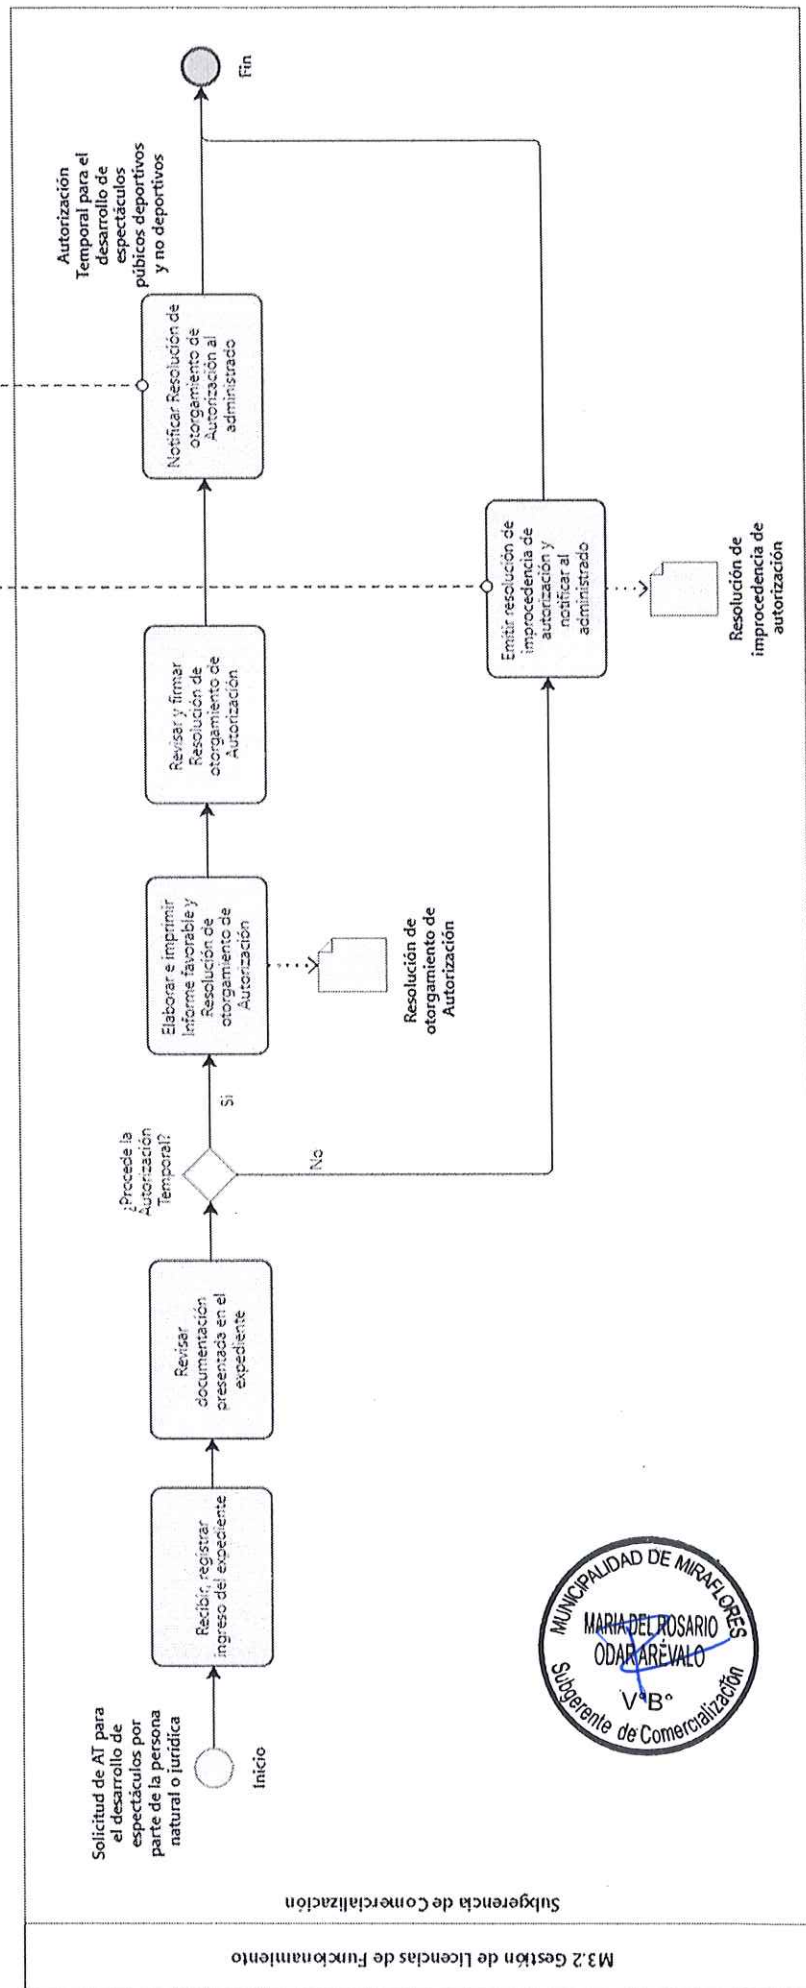 M3.2 Gestión de Licencias de Funcionamiento
Subgerencia de Comercialización
Solicitud de AT para
el desarrollo de
espectáculos por
parte de la persona
natural o jurídica
Inicio
Recibir, registrar
ingreso del expediente
Revisar
documentación
presentada en el
expediente
¿Procede la
Autorización
Temporal?
Si
No
Elaborar e imprimir
Informe favorable y
Resolución de
otorgamiento de
Autorización
Resolución de
otorgamiento de
Autorización
Revisar y firmar
Resolución de
otorgamiento de
Autorización
Notificar Resolución de
otorgamiento de
Autorización al
administrado
Autorización
Temporal para el
desarrollo de
espectáculos
púbicos deportivos
y no deportivos
Fin
Emitir resolución de
improcedencia de
autorización y
notificar al
administrado
Resolución de
improcedencia de
autorización
MUNICIPALIDAD DE MIRAFLORES
MARIA DEL ROSARIO
ODAR ARÉVALO
V°B°
Subgerente de Comercialización